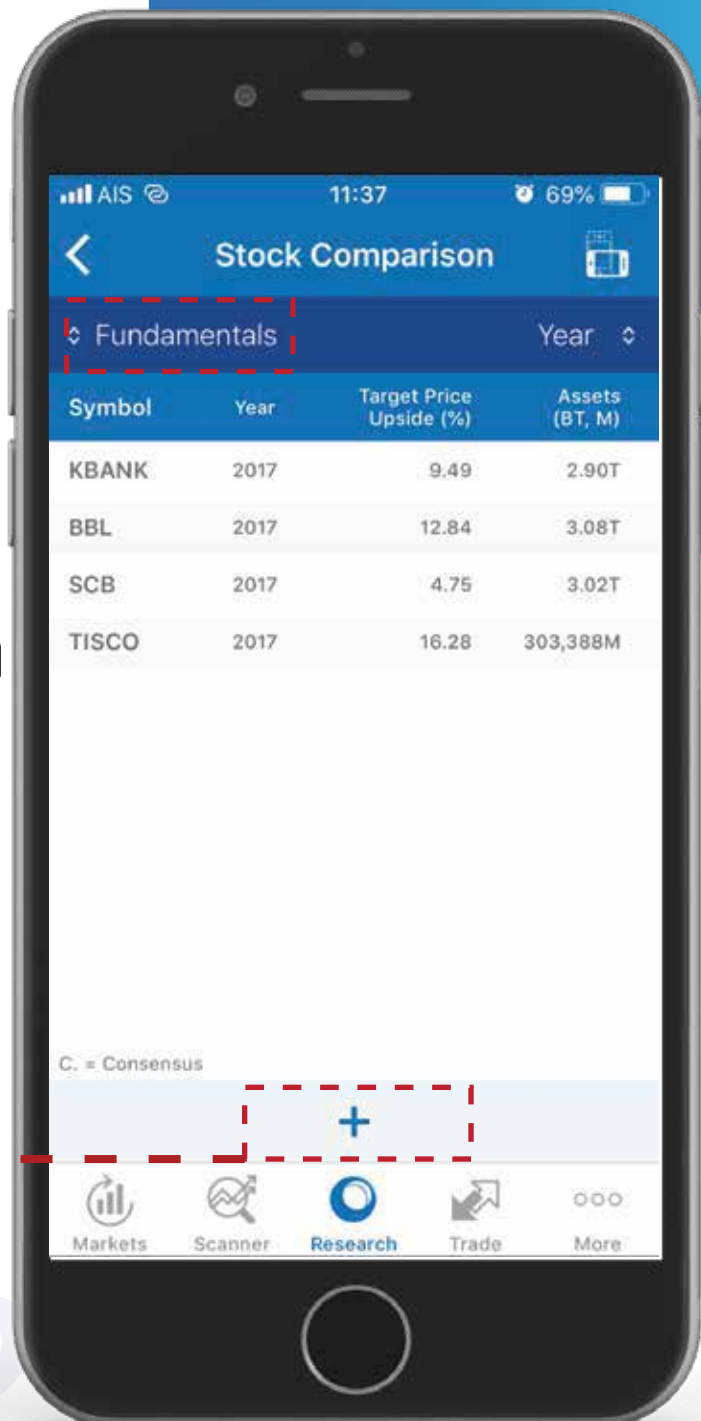 AIS 11:37 69%
Stock Comparison
Fundamentals Year
Symbol Year Target Price Upside (%) Assets (BT, M)
KBANK 2017 9.49 2.90T
BBL 2017 12.84 3.08T
SCB 2017 4.75 3.02T
TISCO 2017 16.28 303,388M
C. = Consensus
+
Markets Scanner Research Trade More